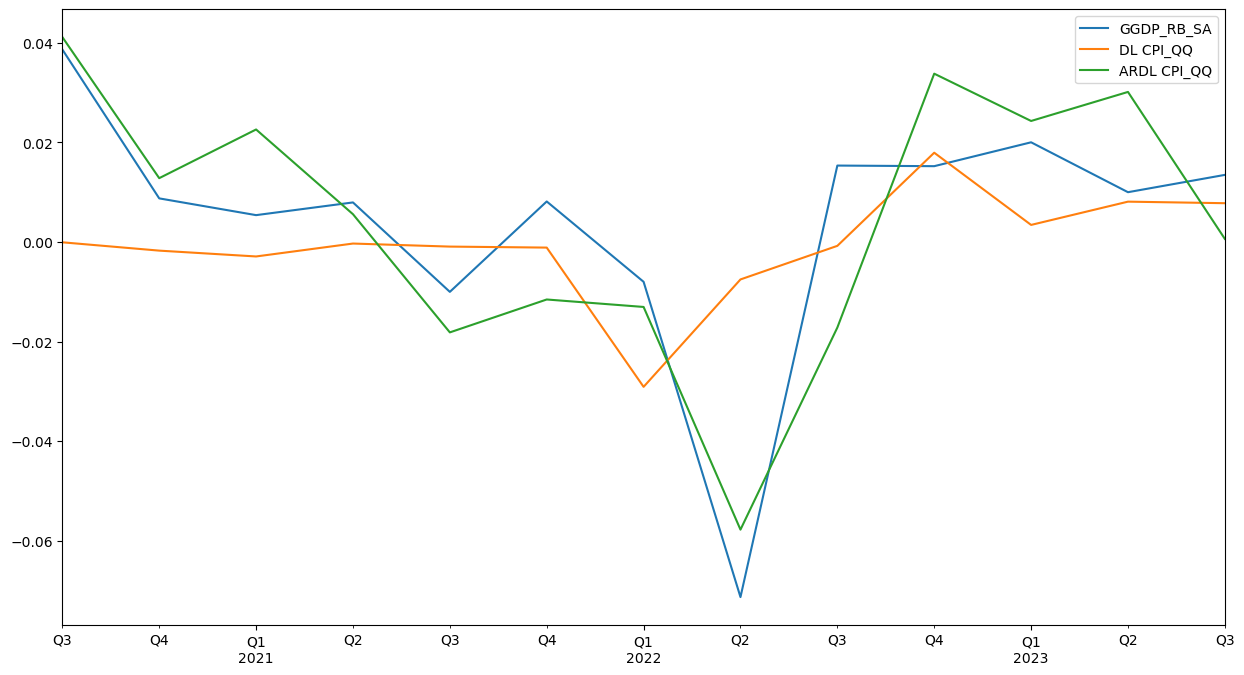 GGDP_RB_SA
DL CPI_QQ
ARDL CPI_QQ
0.04
0.02
0.00
−0.02
−0.04
−0.06
Q3 Q4 Q1 Q2 Q3 Q4 Q1 Q2 Q3 Q4 Q1 Q2 Q3
2021 2022 2023